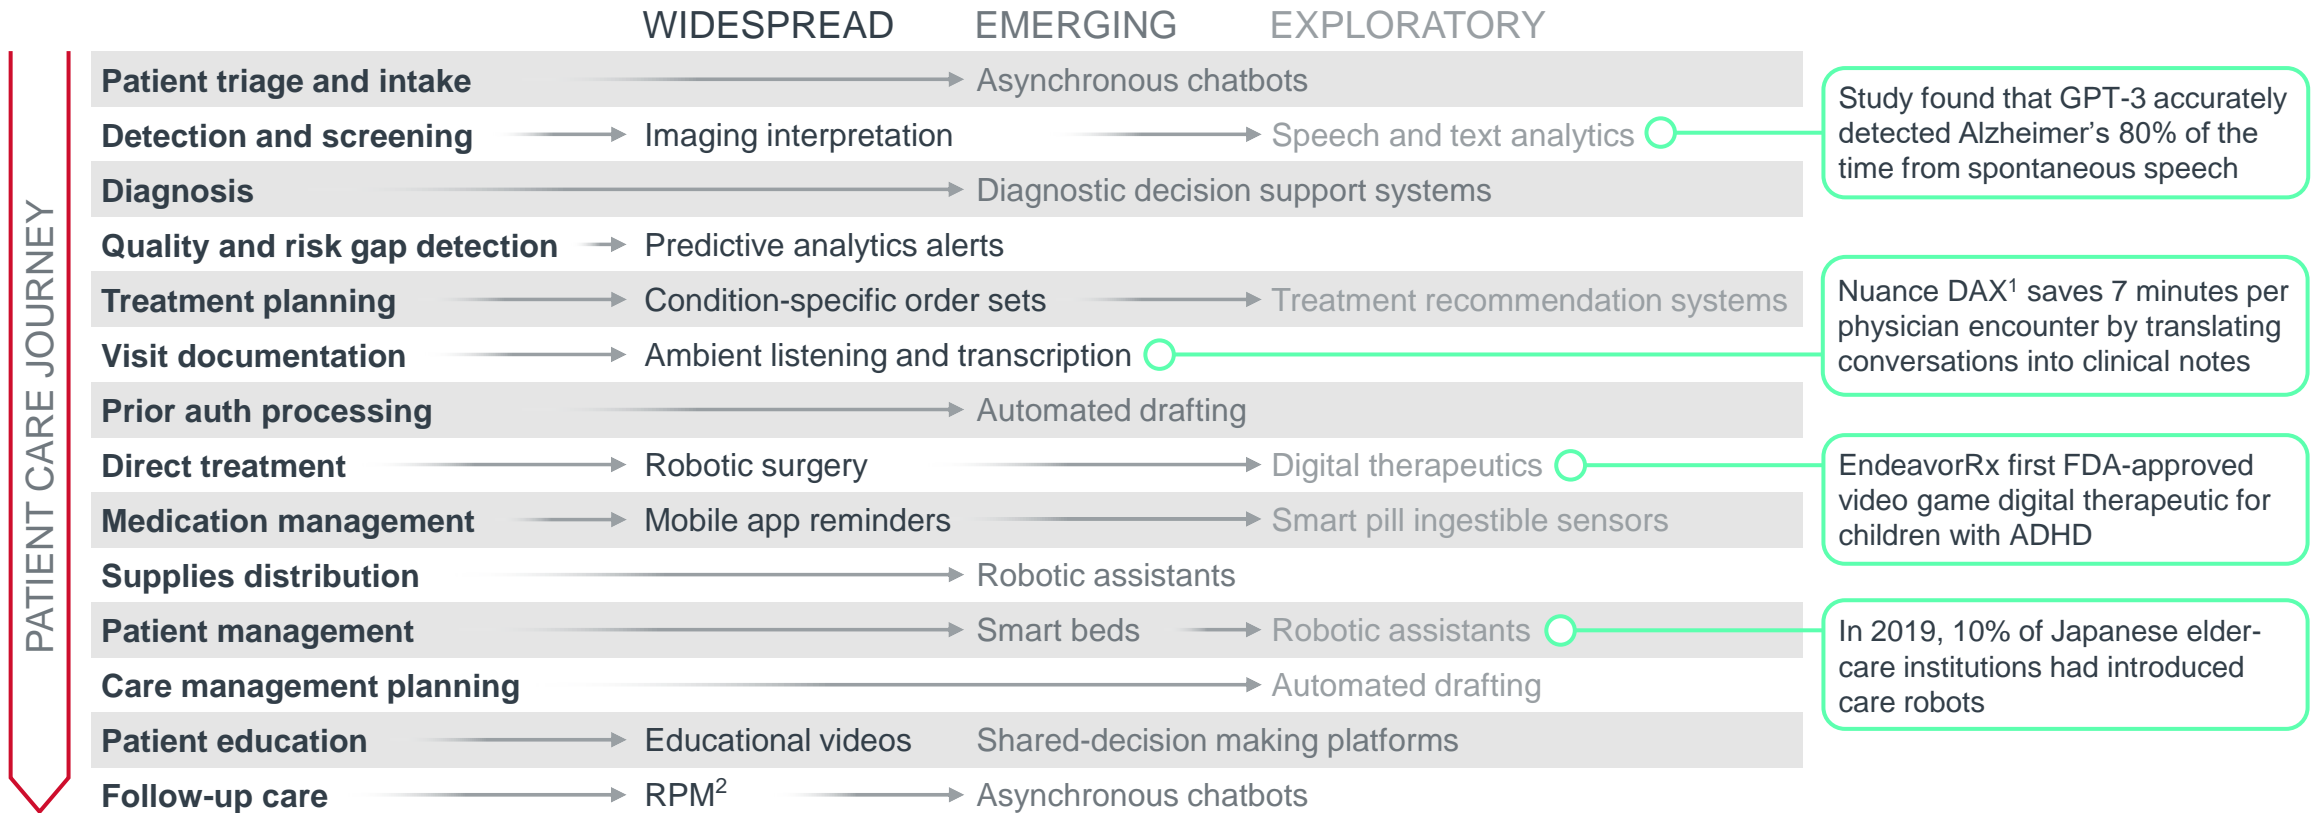 WIDESPREAD EMERGING EXPLORATORY
PATIENT CARE JOURNEY
Patient triage and intake Asynchronous chatbots
Detection and screening Imaging interpretation Speech and text analytics
Diagnosis Diagnostic decision support systems
Quality and risk gap detection Predictive analytics alerts
Treatment planning Condition-specific order sets Treatment recommendation systems
Visit documentation Ambient listening and transcription
Prior auth processing Automated drafting
Direct treatment Robotic surgery Digital therapeutics
Medication management Mobile app reminders Smart pill ingestible sensors
Supplies distribution Robotic assistants
Patient management Smart beds Robotic assistants
Care management planning Automated drafting
Patient education Educational videos Shared-decision making platforms
Follow-up care RPM² Asynchronous chatbots
Study found that GPT-3 accurately
detected Alzheimer’s 80% of the
time from spontaneous speech
Nuance DAX¹ saves 7 minutes per
physician encounter by translating
conversations into clinical notes
EndeavorRx first FDA-approved
video game digital therapeutic for
children with ADHD
In 2019, 10% of Japanese elder-
care institutions had introduced
care robots